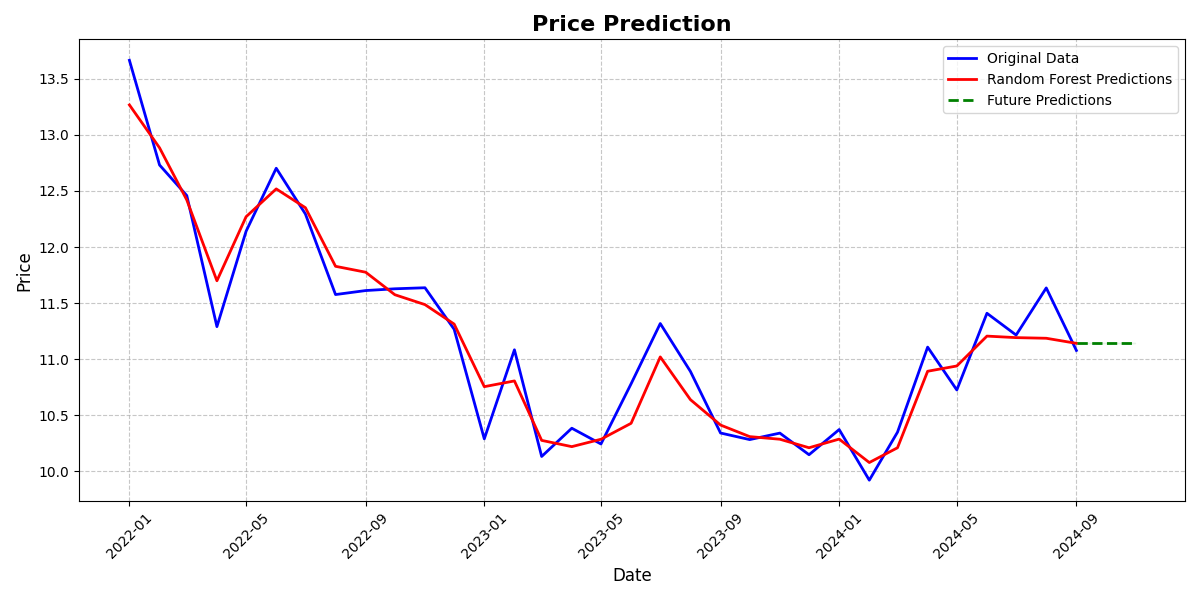 Price Prediction
Original Data
Random Forest Predictions
Future Predictions
Price
13.5
13.0
12.5
12.0
11.5
11.0
10.5
10.0
2022-01
2022-05
2022-09
2023-01
2023-05
2023-09
2024-01
2024-05
2024-09
Date